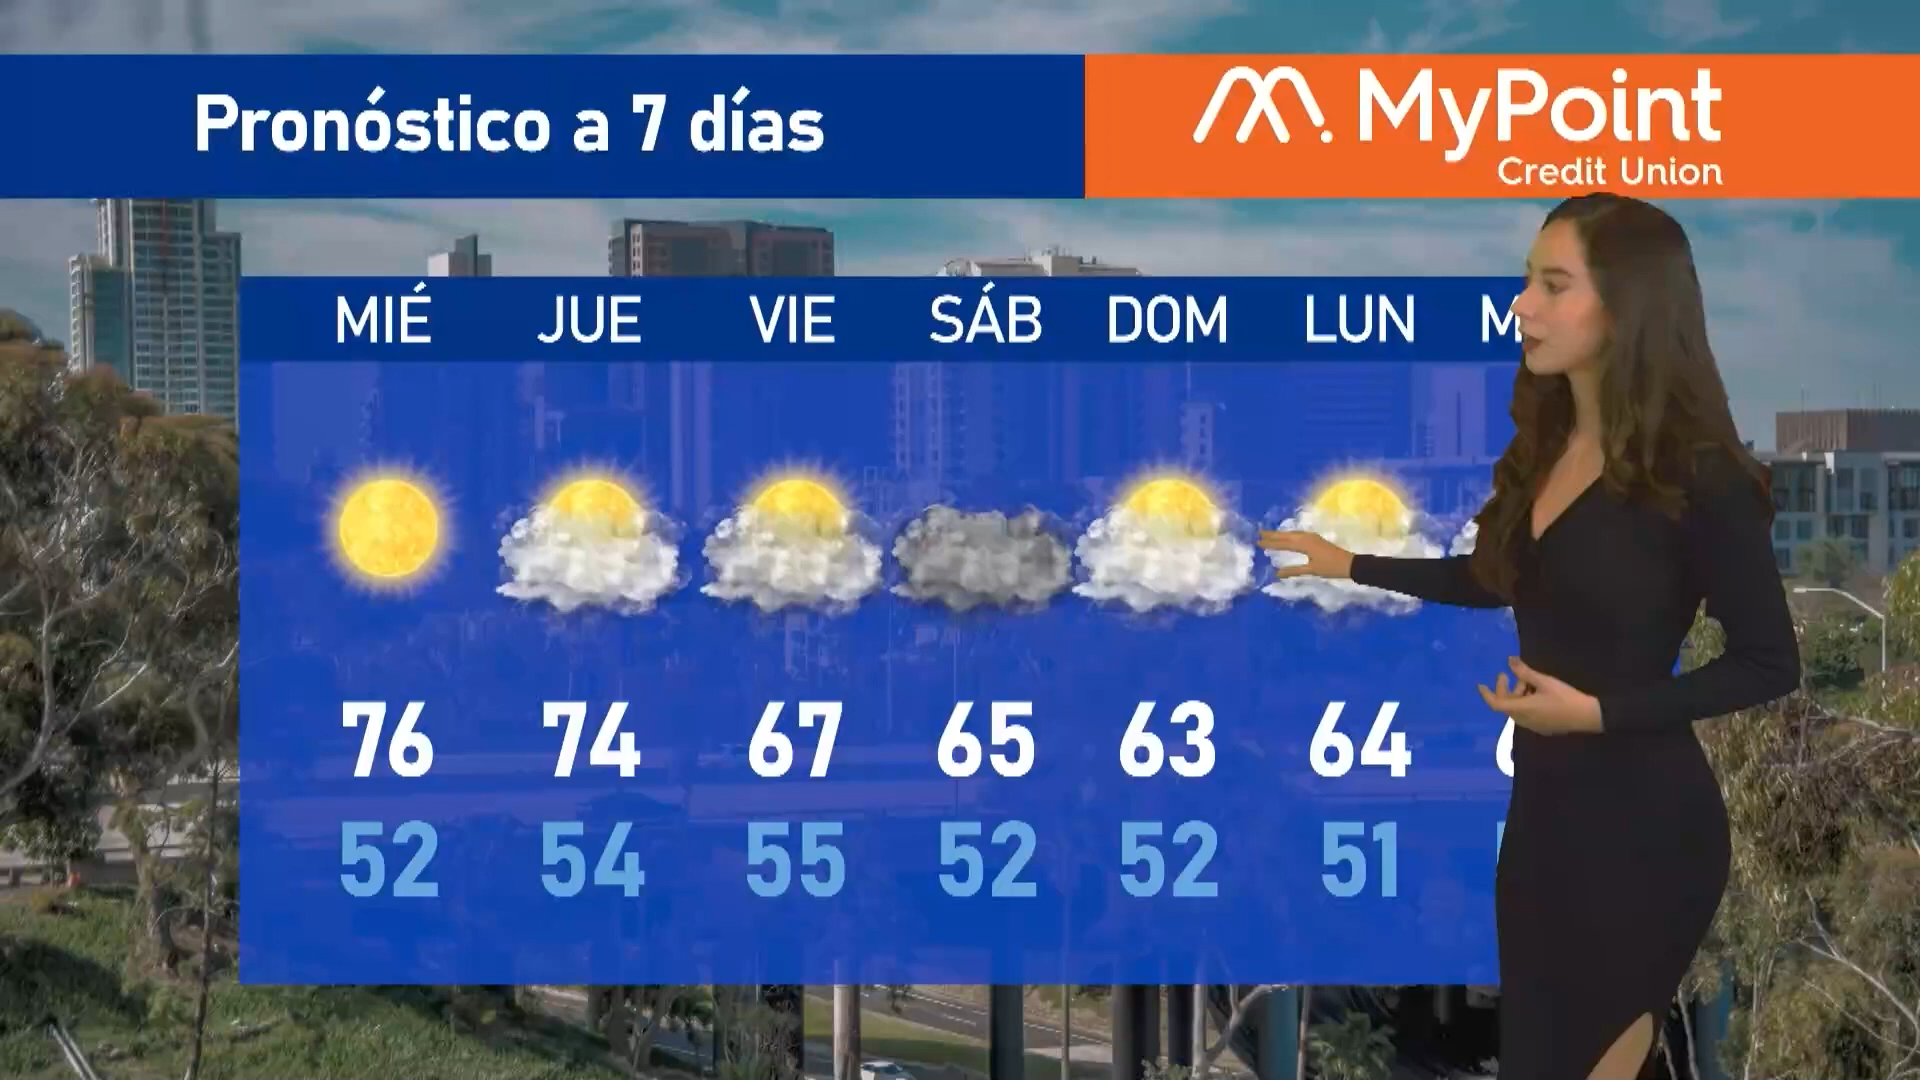 Pronóstico a 7 días
MyPoint
Credit Union
MIÉ JUE VIE SÁB DOM LUN
76 74 67 65 63 64
52 54 55 52 52 51